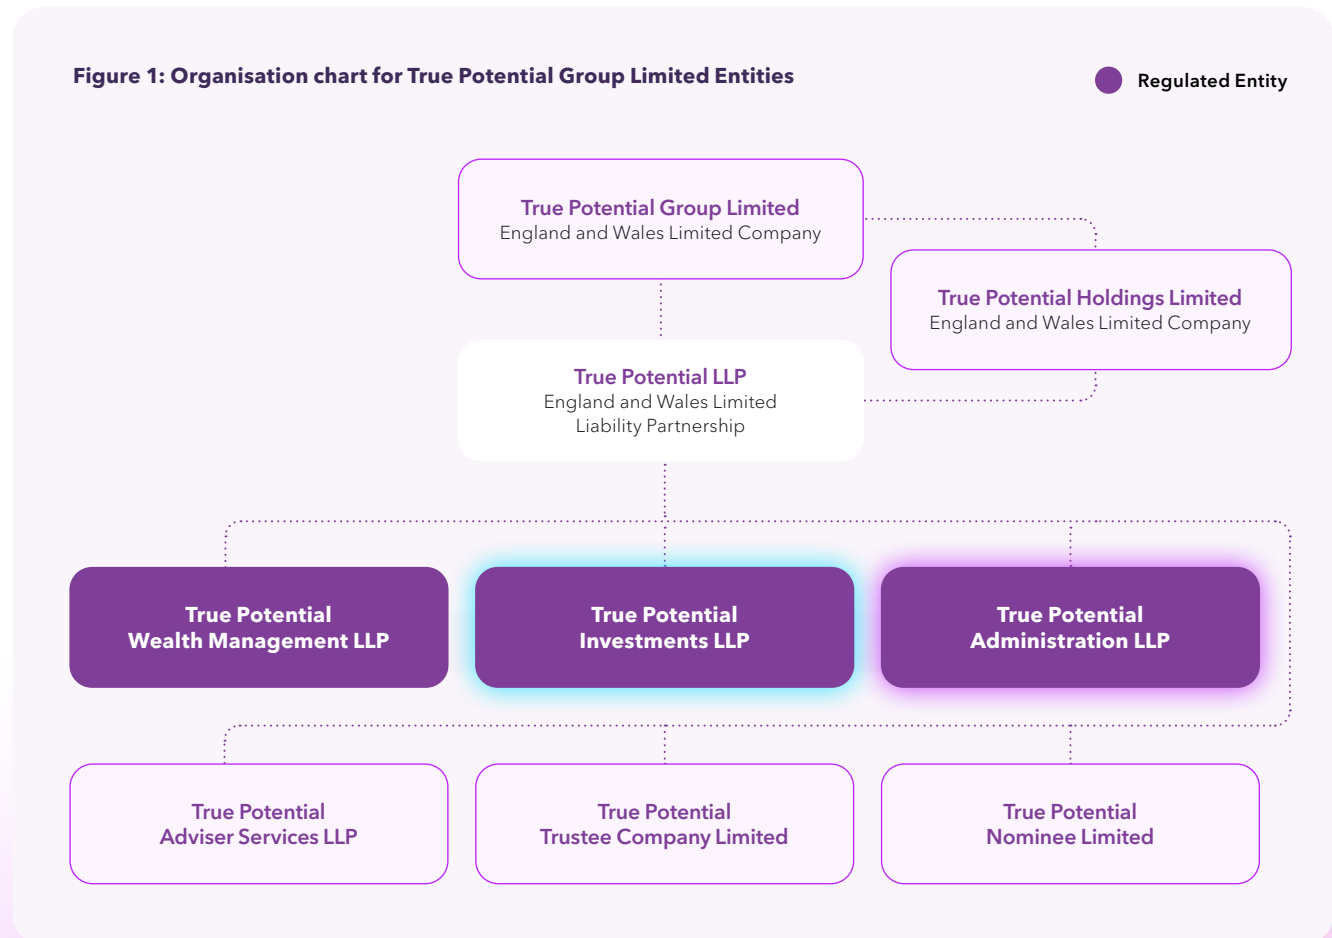 Figure 1: Organisation chart for True Potential Group Limited Entities
Regulated Entity
True Potential Group Limited
England and Wales Limited Company
True Potential Holdings Limited
England and Wales Limited Company
True Potential LLP
England and Wales Limited
Liability Partnership
True Potential
Wealth Management LLP
True Potential
Investments LLP
True Potential
Administration LLP
True Potential
Adviser Services LLP
True Potential
Trustee Company Limited
True Potential
Nominee Limited